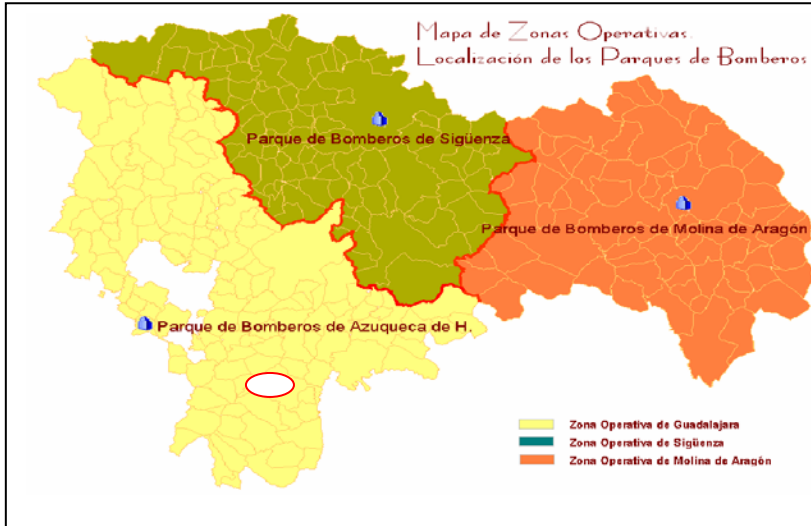 Mapa de Zonas Operativas.
Localización de los Parques de Bomberos
Parque de Bomberos de Sigüenza
Parque de Bomberos de Molina de Aragón
Parque de Bomberos de Azuqueca de H.
Zona Operativa de Guadalajara
Zona Operativa de Sigüenza
Zona Operativa de Molina de Aragón